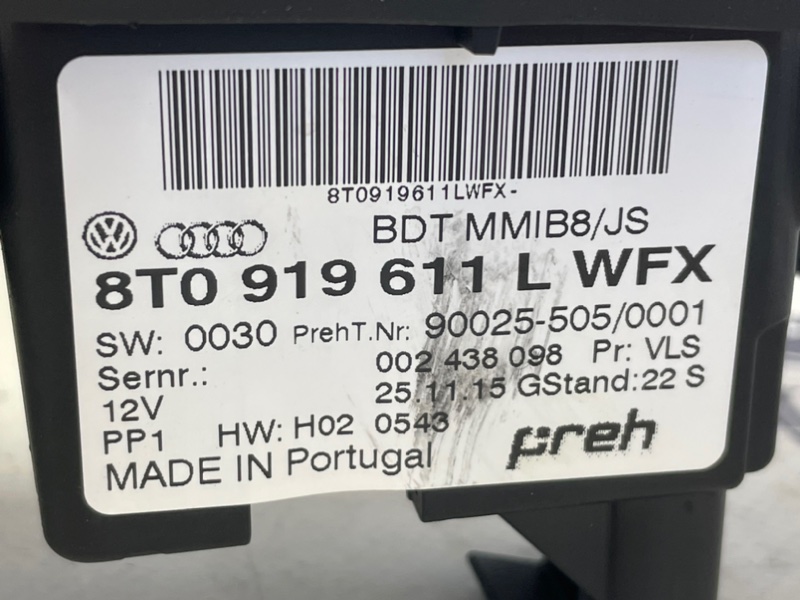 8T0919611LWFX-
BDT MMIB8/JS
8T0 919 611 L WFX
SW: 0030 PrehT.Nr: 90025-505/0001
Sernr.: 002 438 098 Pr: VLS
12V 25.11.15 GStand:22 S
PP1 HW: H02 0543
preh
MADE IN Portugal